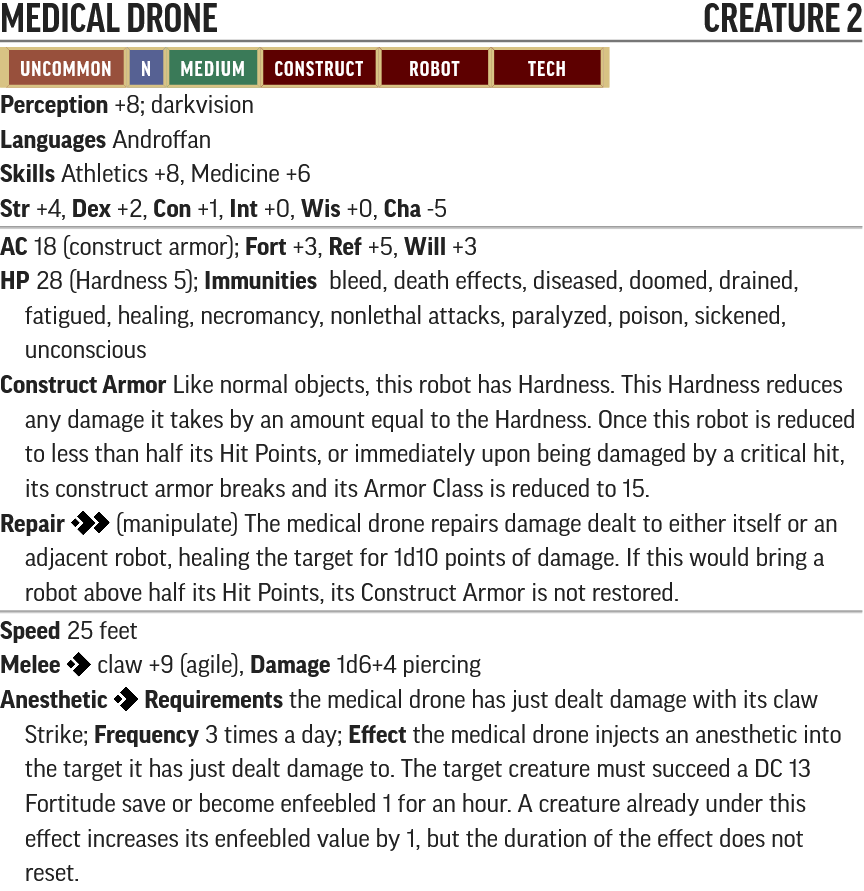 MEDICAL DRONE CREATURE 2
UNCOMMON N MEDIUM CONSTRUCT ROBOT TECH
Perception +8; darkvision
Languages Androffan
Skills Athletics +8, Medicine +6
Str +4, Dex +2, Con +1, Int +0, Wis +0, Cha -5
AC 18 (construct armor); Fort +3, Ref +5, Will +3
HP 28 (Hardness 5); Immunities bleed, death effects, diseased, doomed, drained,
fatigued, healing, necromancy, nonlethal attacks, paralyzed, poison, sickened,
unconscious
Construct Armor Like normal objects, this robot has Hardness. This Hardness reduces
any damage it takes by an amount equal to the Hardness. Once this robot is reduced
to less than half its Hit Points, or immediately upon being damaged by a critical hit,
its construct armor breaks and its Armor Class is reduced to 15.
Repair (manipulate) The medical drone repairs damage dealt to either itself or an
adjacent robot, healing the target for 1d10 points of damage. If this would bring a
robot above half its Hit Points, its Construct Armor is not restored.
Speed 25 feet
Melee claw +9 (agile), Damage 1d6+4 piercing
Anesthetic Requirements the medical drone has just dealt damage with its claw
Strike; Frequency 3 times a day; Effect the medical drone injects an anesthetic into
the target it has just dealt damage to. The target creature must succeed a DC 13
Fortitude save or become enfeebled 1 for an hour. A creature already under this
effect increases its enfeebled value by 1, but the duration of the effect does not
reset.